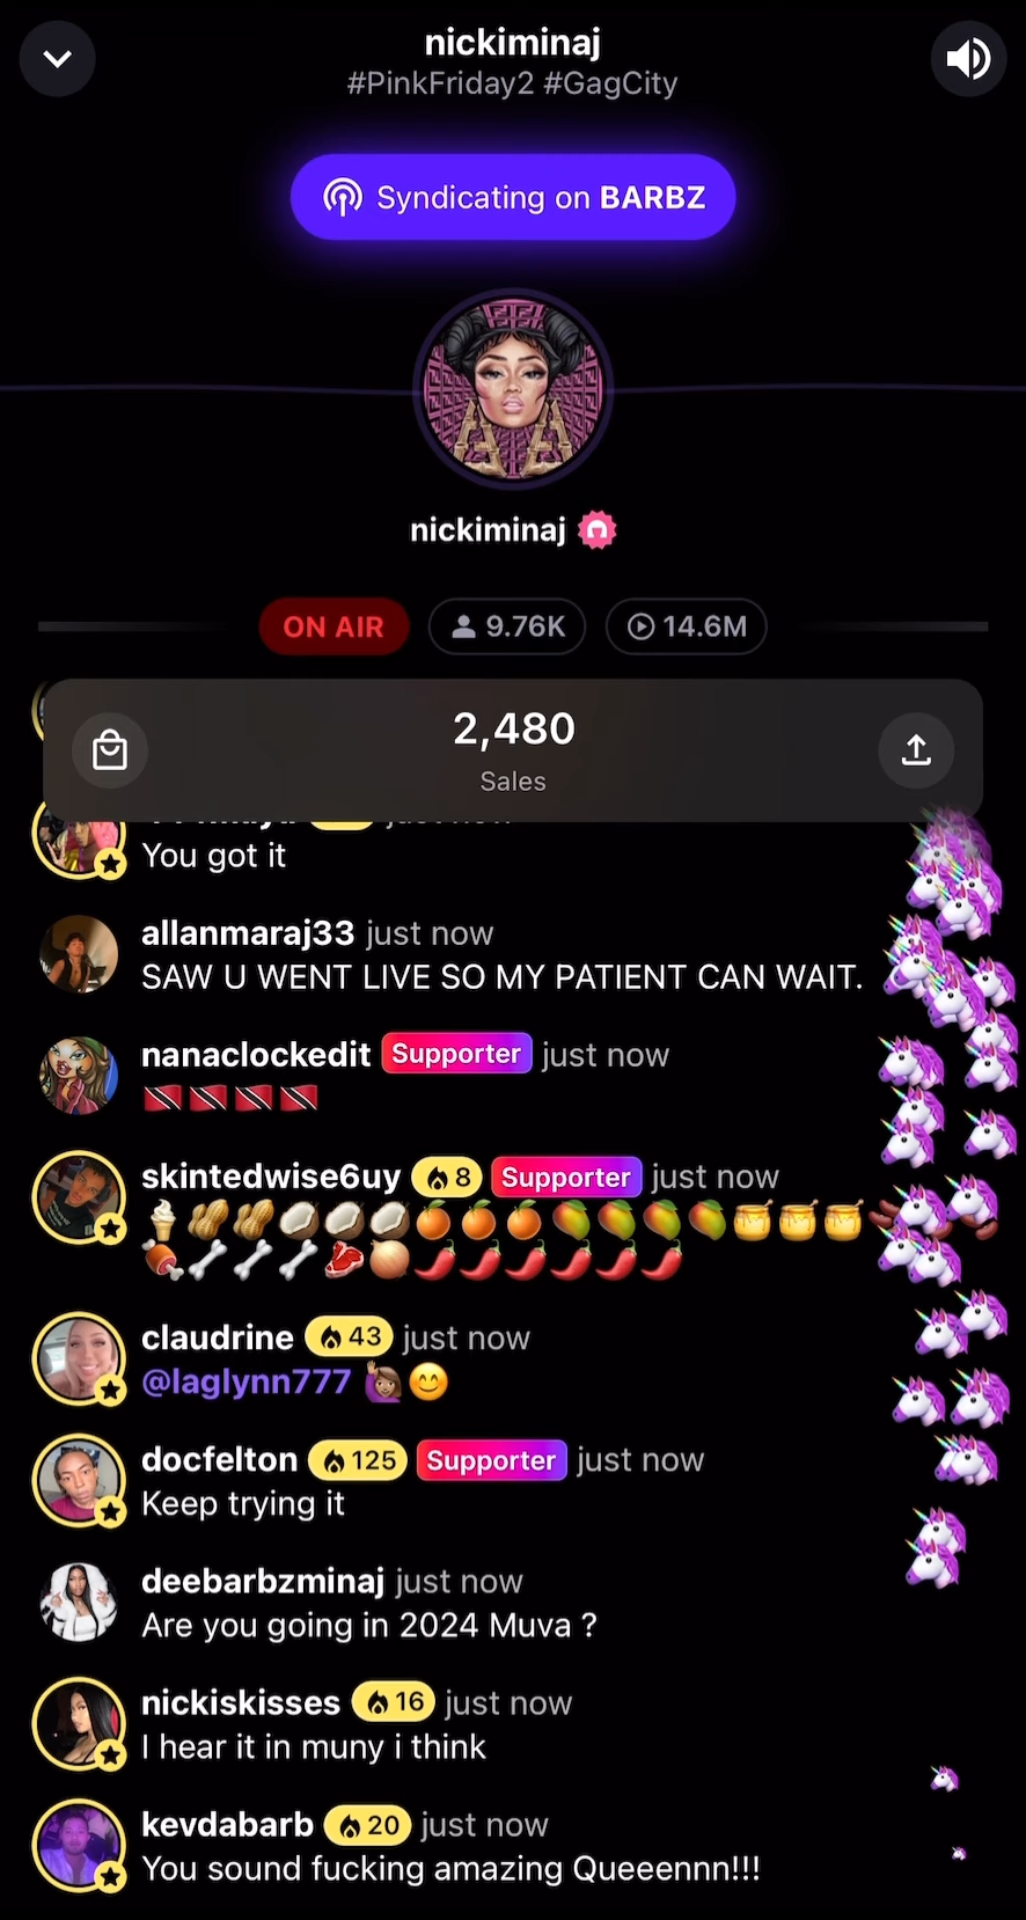 nickiminaj
#PinkFriday2 #GagCity
Syndicating on BARBZ
nickiminaj
ON AIR 9.76K 14.6M
2,480
Sales
just now
You got it
allanmaraj33 just now
SAW U WENT LIVE SO MY PATIENT CAN WAIT.
nanaclockedit Supporter just now
🇹🇹🇹🇹🇹🇹🇹🇹
skintedwise6uy 8 Supporter just now
🍦🥜🥜🥥🥥🥥🍊🍊🍊🥭🥭🥭🥭🍯🍯🍯
🍖🦴🦴🦴🥩🧅🌶️🌶️🌶️🌶️🌶️🌶️
claudrine 43 just now
@laglynn777 🙋🏽‍♀️😊
docfelton 125 Supporter just now
Keep trying it
deebarbzminaj just now
Are you going in 2024 Muva ?
nickiskisses 16 just now
I hear it in muny i think
kevdabarb 20 just now
You sound fucking amazing Queeennn!!!